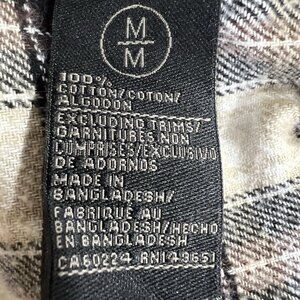 M
M
100%
COTTON/COTON/
ALGODON
EXCLUDING TRIMS/
GARNITURES NON
COMPRISES/EXCLUIVO
DE ADORNOS
MADE IN
BANGLADESH/
FABRIQUE AU
BANGLADESH/HECHO
EN BANGLADESH
CA60224 RN149651